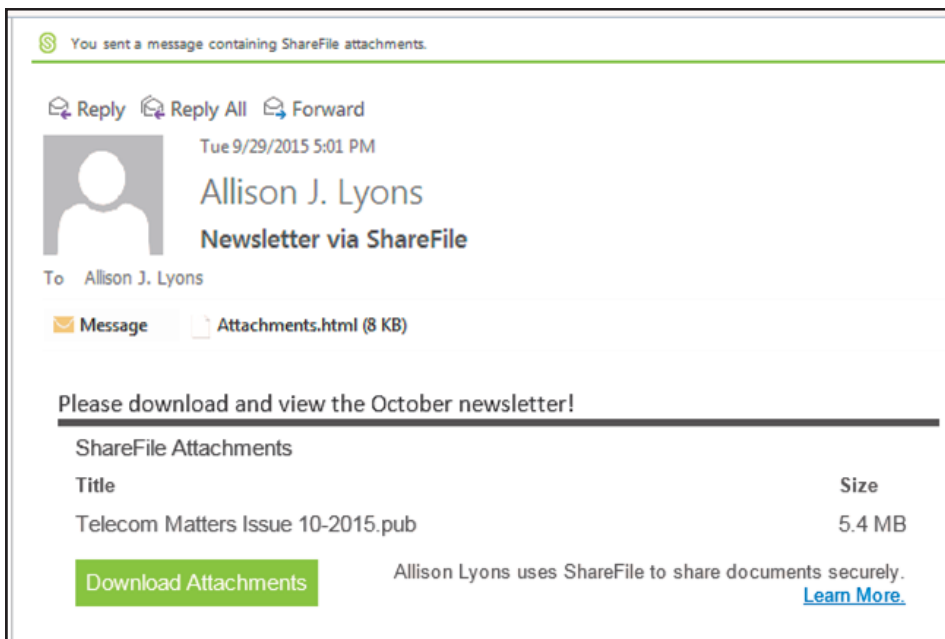 You sent a message containing ShareFile attachments.
Reply Reply All Forward
Tue 9/29/2015 5:01 PM
Allison J. Lyons
Newsletter via ShareFile
To Allison J. Lyons
Message Attachments.html (8 KB)
Please download and view the October newsletter!
ShareFile Attachments
Title Size
Telecom Matters Issue 10-2015.pub 5.4 MB
Download Attachments Allison Lyons uses ShareFile to share documents securely.
Learn More.